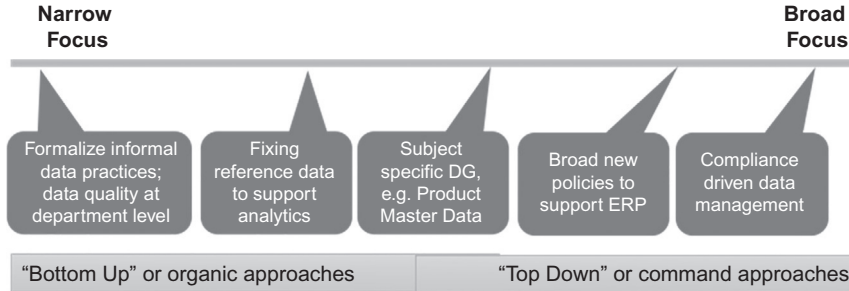 Narrow
Focus
Broad
Focus
Formalize informal
data practices;
data quality at
department level
Fixing
reference data
to support
analytics
Subject
specific DG,
e.g. Product
Master Data
Broad new
policies to
support ERP
Compliance
driven data
management
“Bottom Up” or organic approaches
“Top Down” or command approaches